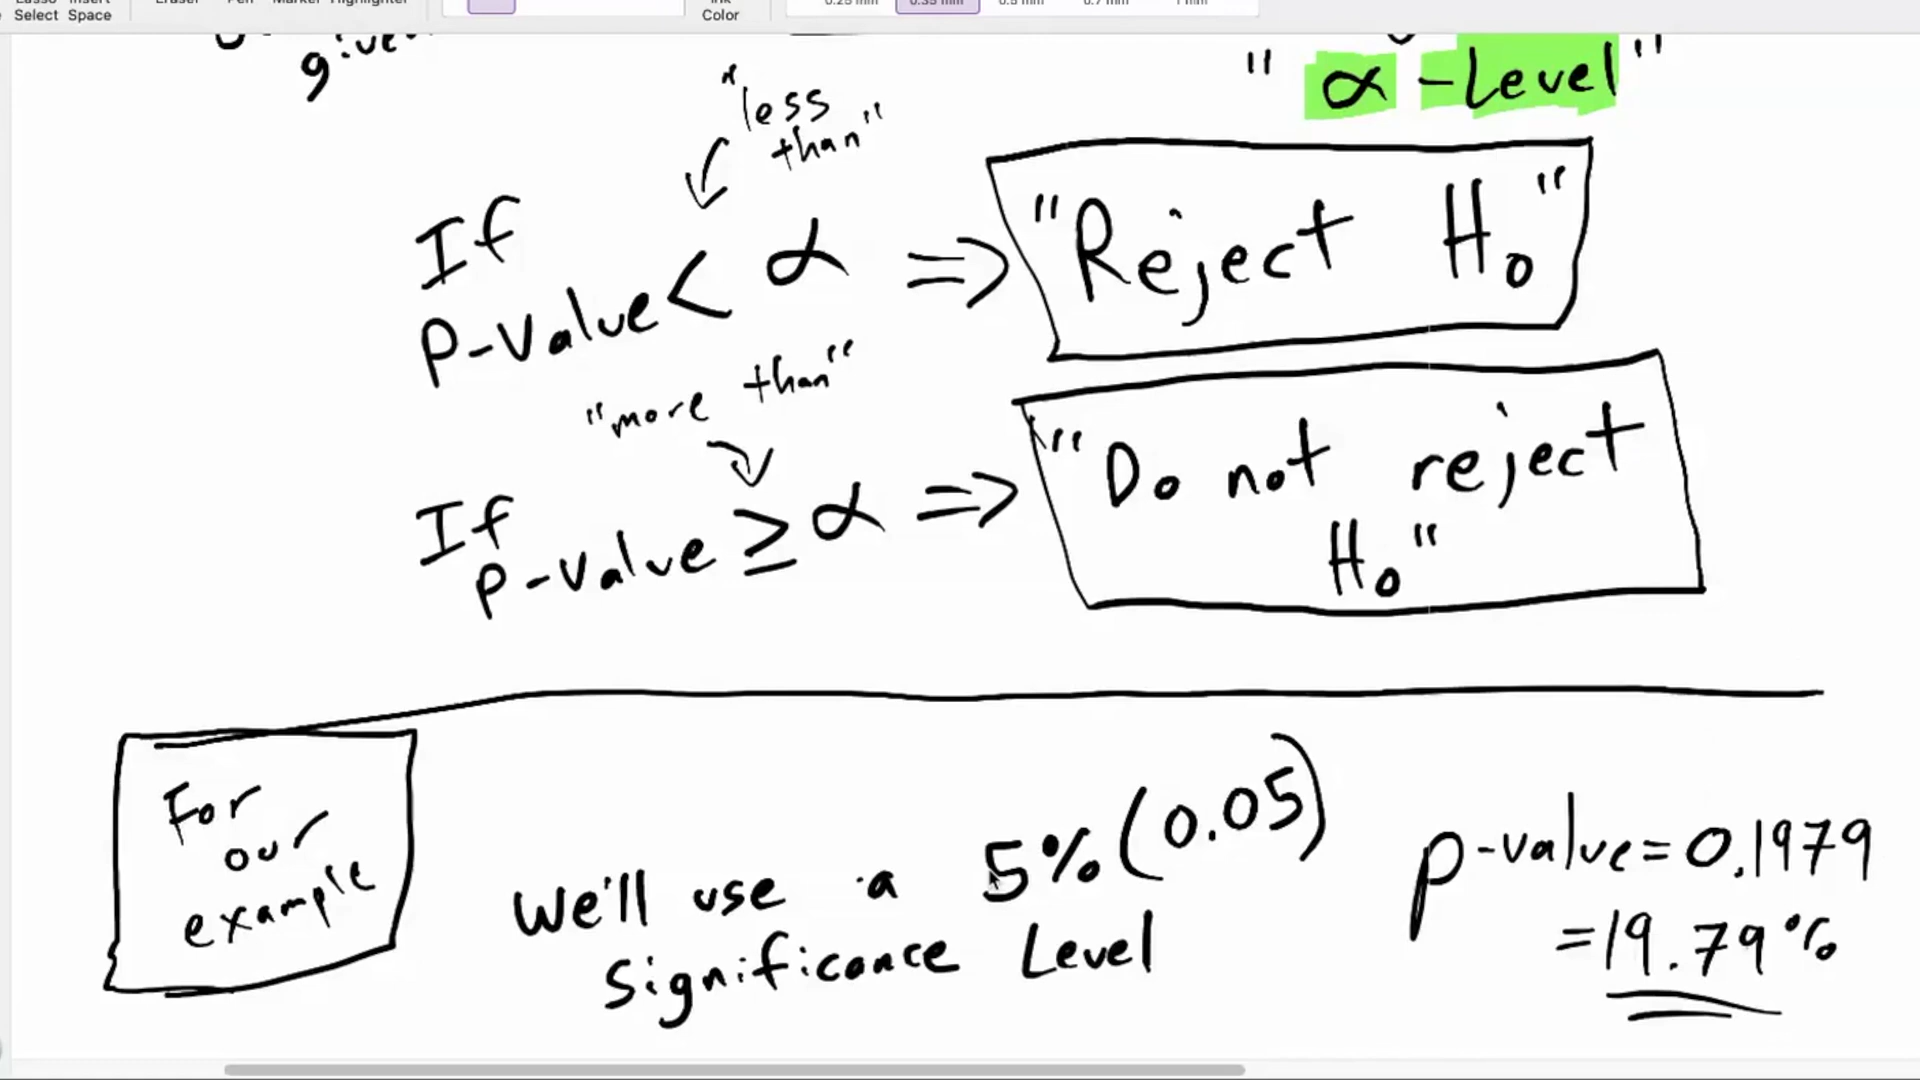 Select Space
Color
given
" α - Level "
"less
than"
If
P-Value < α => "Reject H₀"
"more than"
If
P-Value ≥ α => "Do not reject
H₀"
For
our
example
We'll use a 5% (0.05)
Significance Level
p-value = 0.1979
= 19.79%